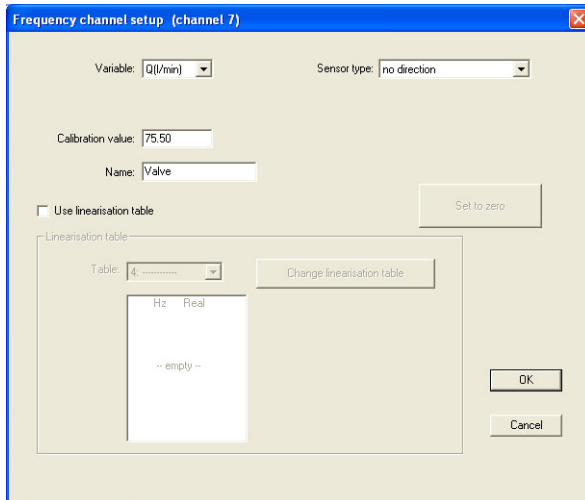 Frequency channel setup (channel 7)
Variable: Q(l/min) Sensor type: no direction
Calibration value: 75.50
Name: Valve
Use linearisation table
Set to zero
Linearisation table
Table: 4: ----------- Change linearisation table
Hz Real
-- empty --
OK
Cancel